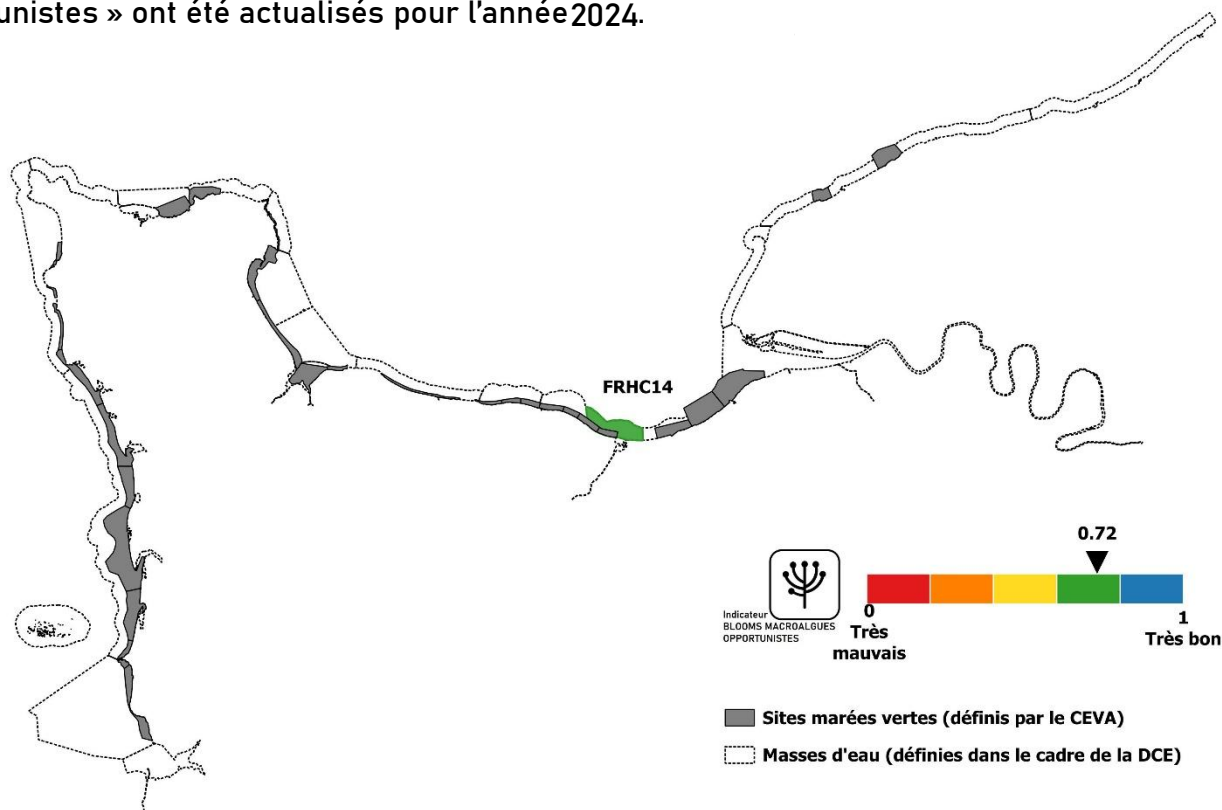 unistes » ont été actualisés pour l’année 2024.
FRHC14
0.72
Indicateur
BLOOMS MACROALGUES
OPPORTUNISTES
0
Très
mauvais
1
Très bon
Sites marées vertes (définis par le CEVA)
Masses d'eau (définies dans le cadre de la DCE)